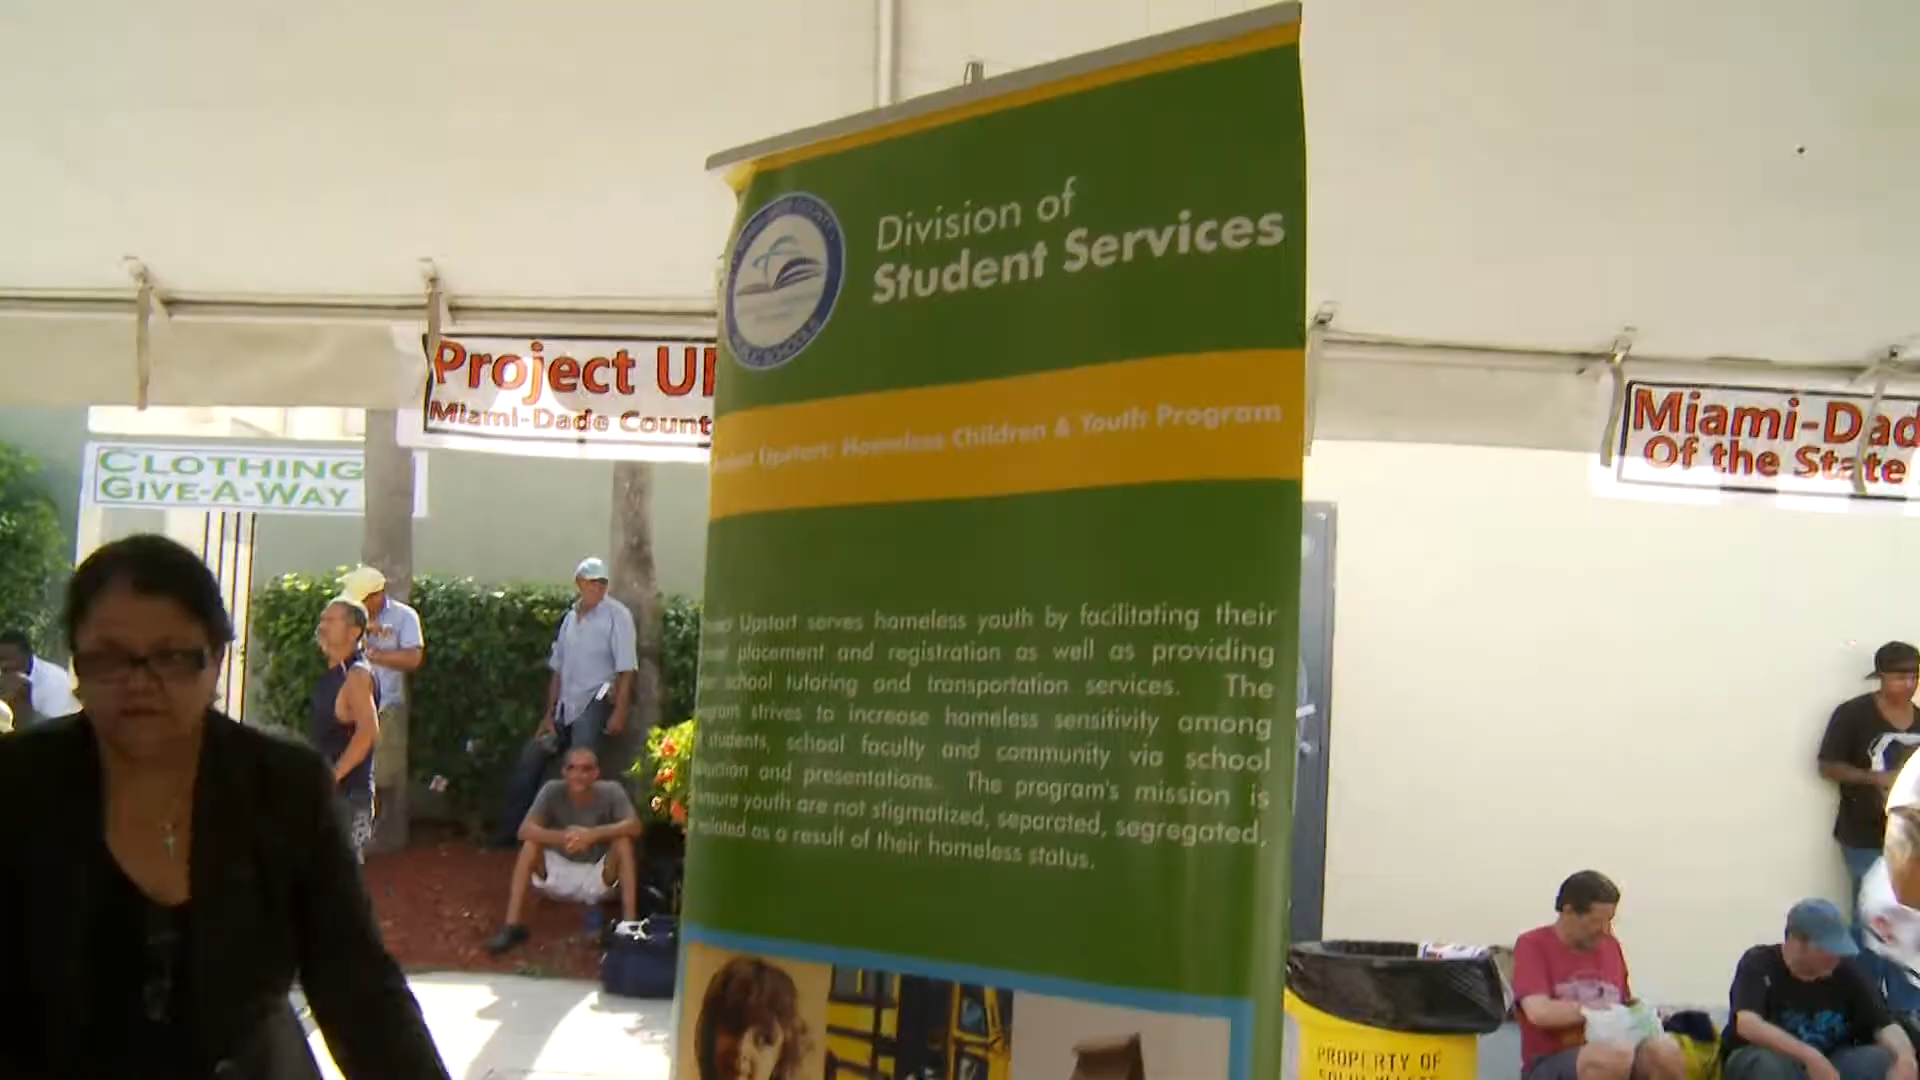 Division of
Student Services
Upstart: Homeless Children & Youth Program
Upstart serves homeless youth by facilitating their
placement and registration as well as providing
school tutoring and transportation services. The
strives to increase homeless sensitivity among
students, school faculty and community via school
and presentations. The program's mission is
youth are not stigmatized, separated, segregated,
as a result of their homeless status.
Project UP
Miami-Dade Count
CLOTHING
GIVE-A-WAY
Miami-Dad
Of the State
PROPERTY OF